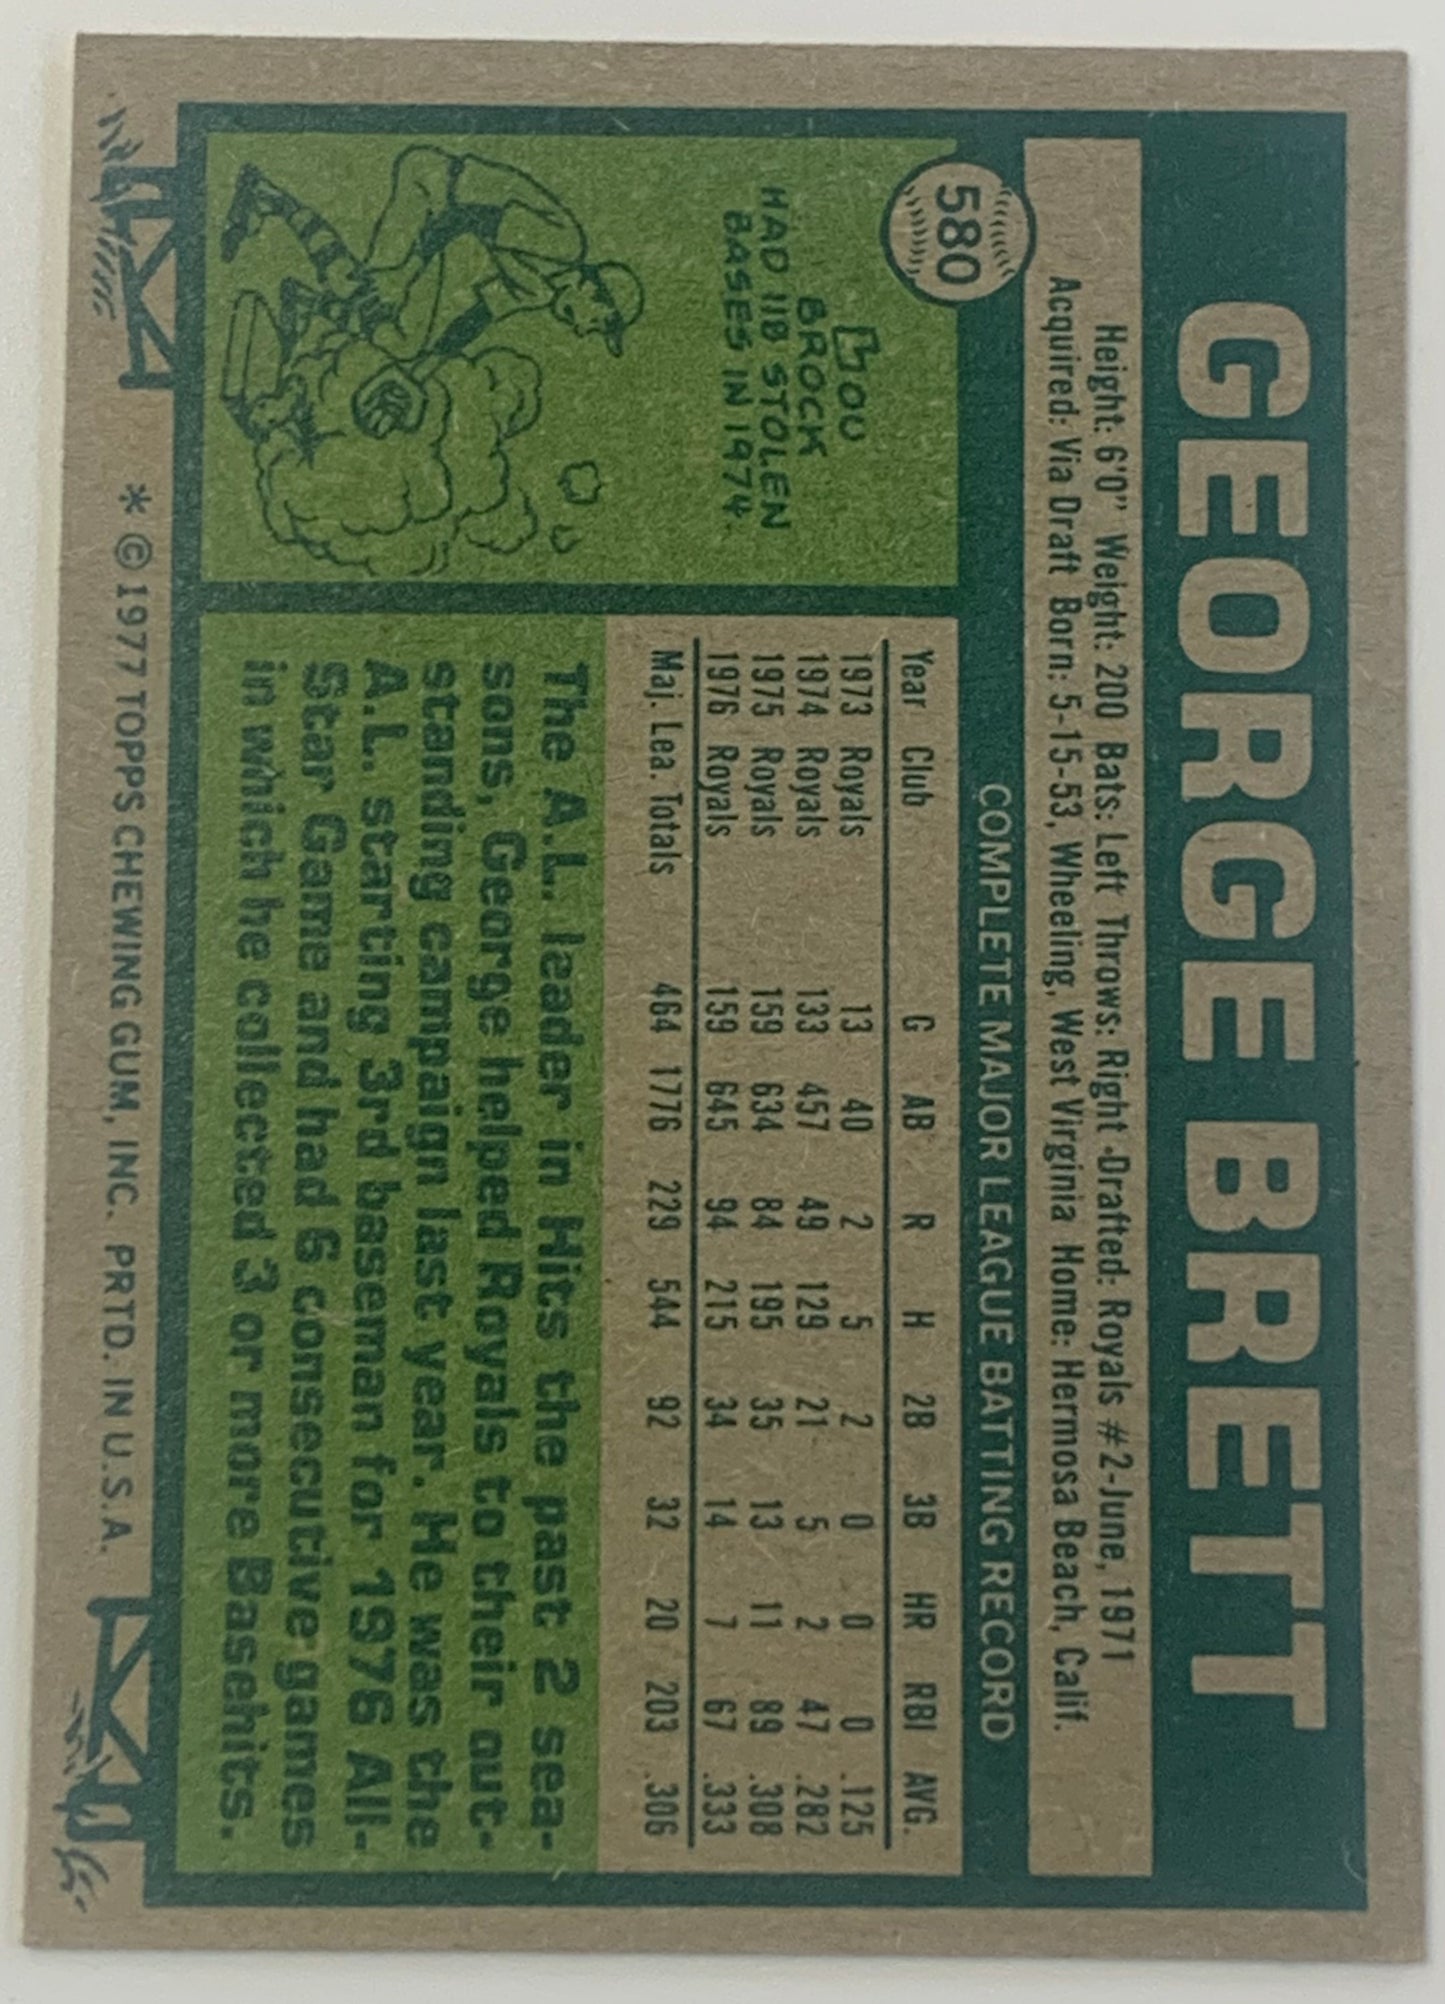 GEORGE BRETT
Height: 6'0" Weight: 200 Bats: Left Throws: Right •Drafted: Royals #2-June, 1971
Acquired: Via Draft Born: 5-15-53, Wheeling, West Virginia Home: Hermosa Beach, Calif.
580
COMPLETE MAJOR LEAGUE BATTING RECORD
LOU
BROCK
HAD 118 STOLEN
BASES IN 1974.
Year Club G AB R H 2B 3B HR RBI AVG.
1973 Royals 13 40 2 5 2 0 0 0 .125
1974 Royals 133 457 49 129 21 5 2 47 .282
1975 Royals 159 634 84 195 35 13 11 89 .308
1976 Royals 159 645 94 215 34 14 7 67 .333
Maj. Lea. Totals 464 1776 229 544 92 32 20 203 .306
The A.L. leader in Hits the past 2 sea-
sons, George helped Royals to their out-
standing campaign last year. He was the
A.L. starting 3rd baseman for 1976 All-
Star Game and had 6 consecutive games
in which he collected 3 or more Basehits.
* © 1977 TOPPS CHEWING GUM, INC. PRTD. IN U.S.A.